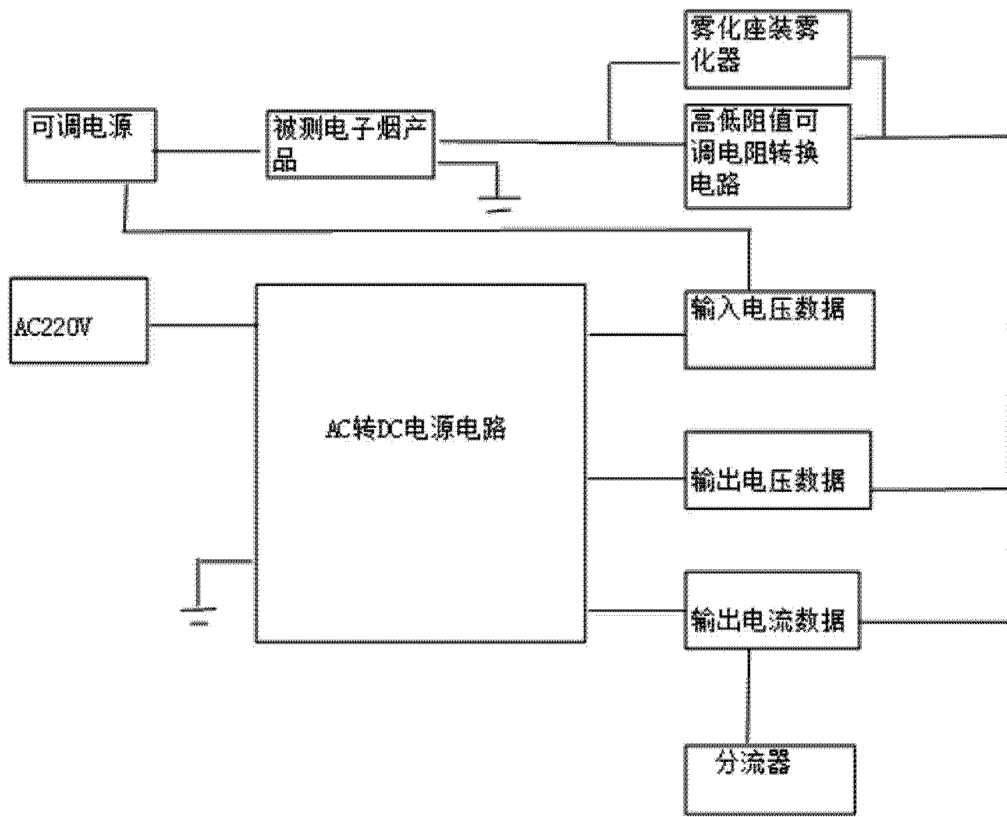 雾化座装雾
化器
可调电源
被测电子烟产
品
高低阻值可
调电阻转换
电路
AC220V
输入电压数据
AC转DC电源电路
输出电压数据
输出电流数据
分流器